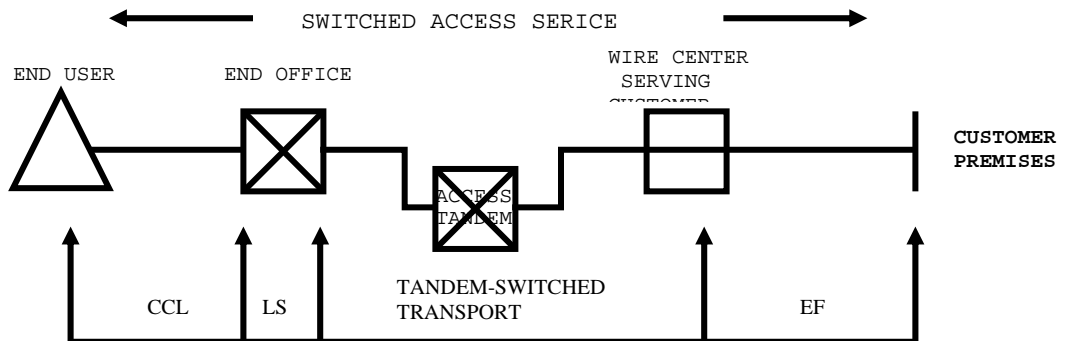 SWITCHED ACCESS SERICE
END USER
END OFFICE
WIRE CENTER
SERVING
CUSTOMER
CUSTOMER
PREMISES
ACCESS
TANDEM
CCL
LS
TANDEM-SWITCHED
TRANSPORT
EF